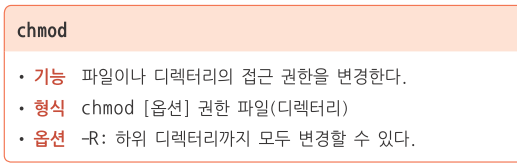 chmod
• 기능 파일이나 디렉터리의 접근 권한을 변경한다.
• 형식 chmod [옵션] 권한 파일(디렉터리)
• 옵션 -R: 하위 디렉터리까지 모두 변경할 수 있다.